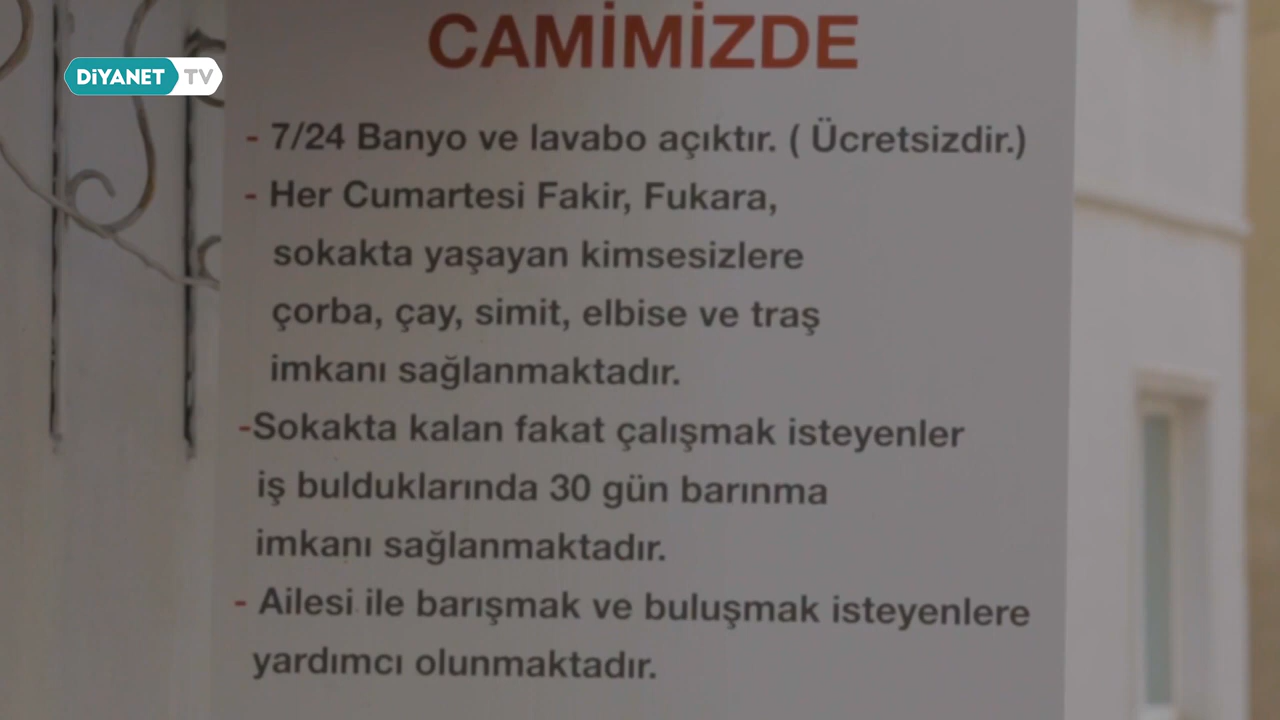 DiYANET TV
CAMİMİZDE
- 7/24 Banyo ve lavabo açıktır. ( Ücretsizdir.)
- Her Cumartesi Fakir, Fukara,
sokakta yaşayan kimsesizlere
çorba, çay, simit, elbise ve traş
imkanı sağlanmaktadır.
-Sokakta kalan fakat çalışmak isteyenler
iş bulduklarında 30 gün barınma
imkanı sağlanmaktadır.
- Ailesi ile barışmak ve buluşmak isteyenlere
yardımcı olunmaktadır.